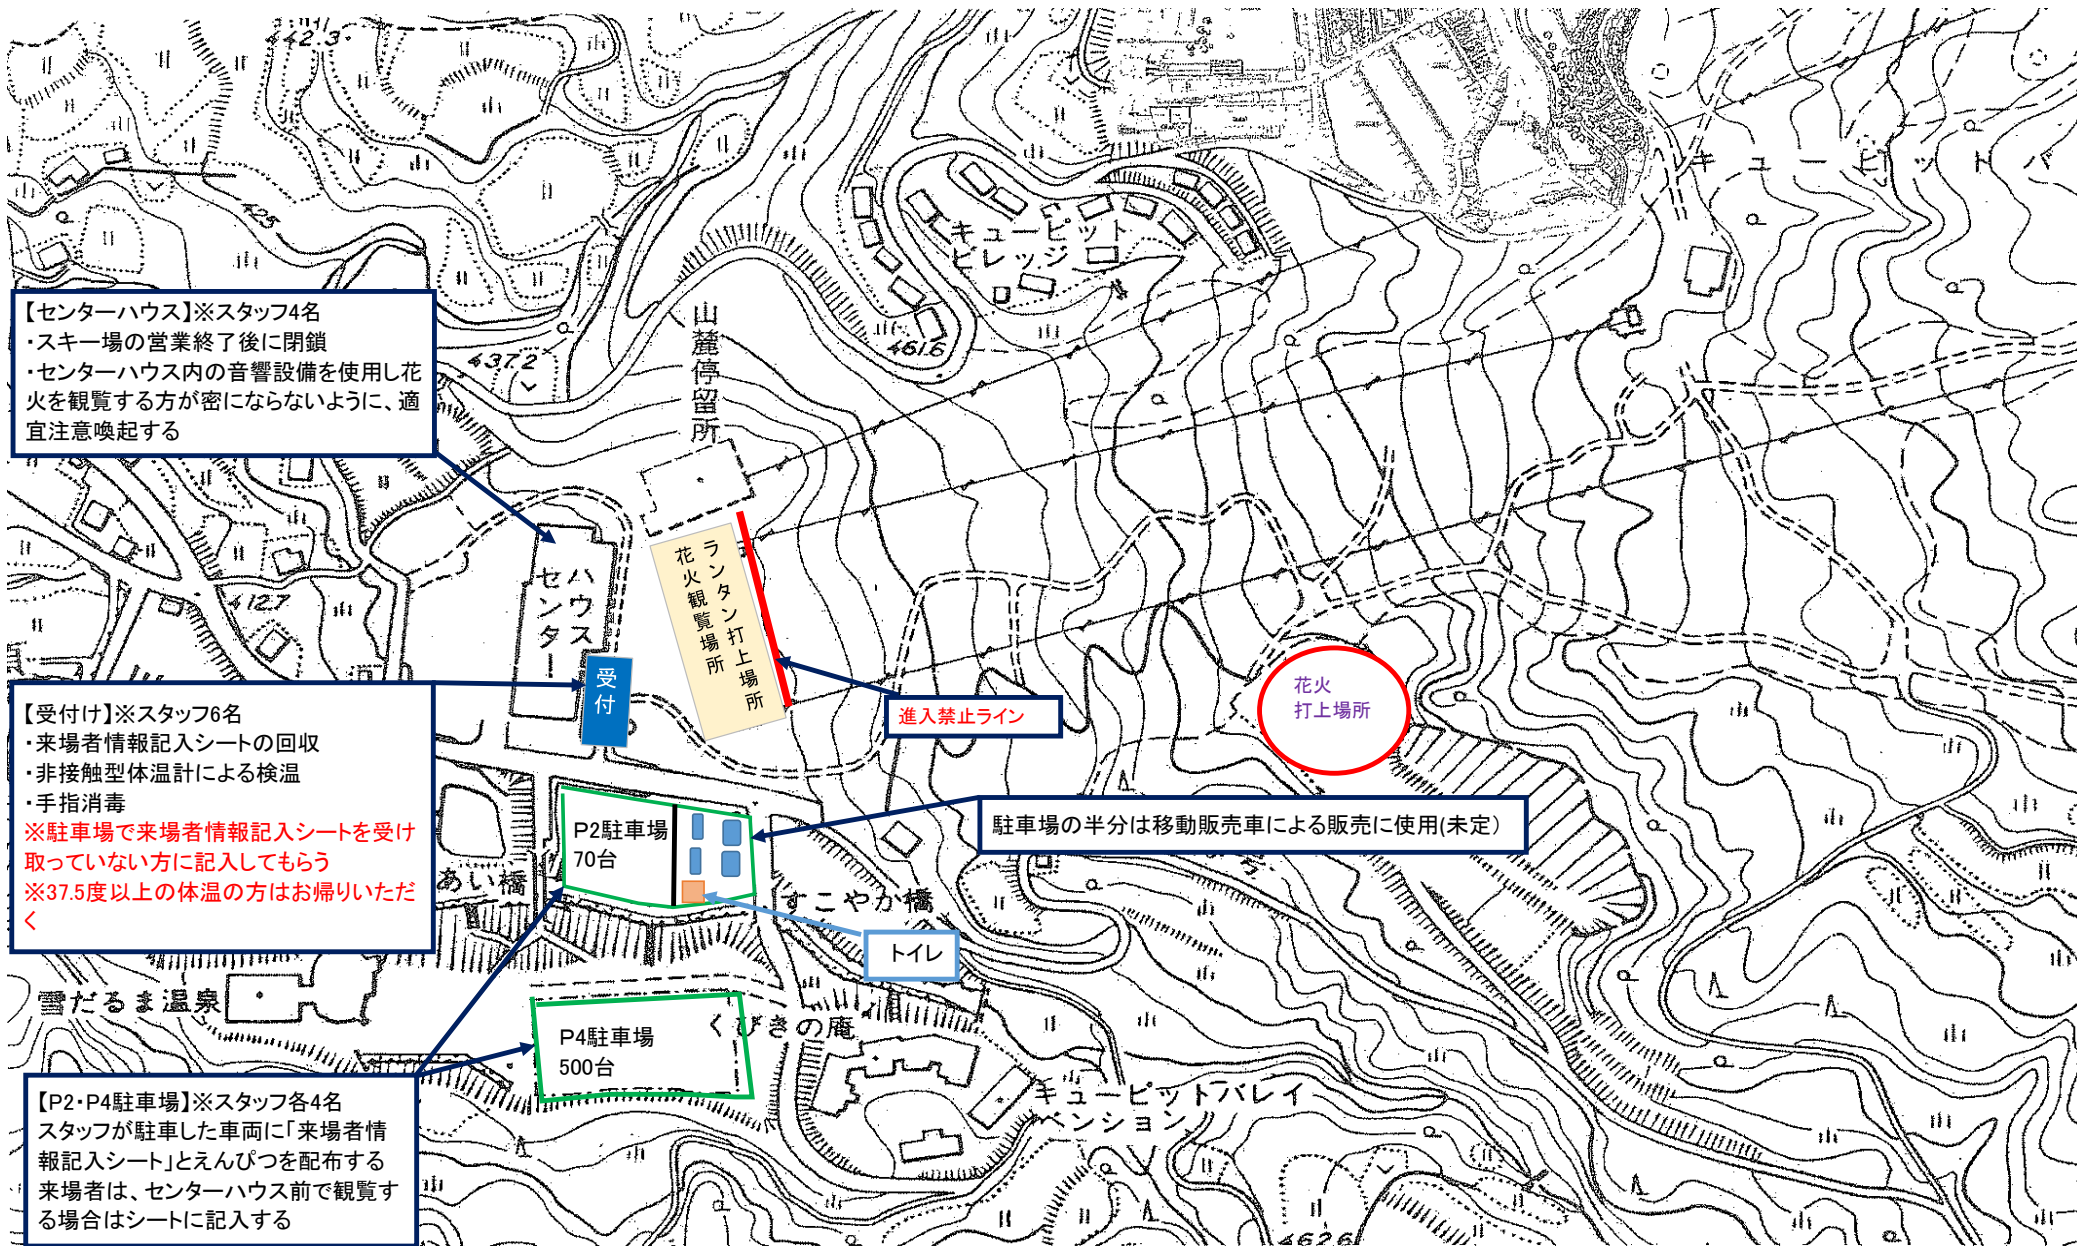 442.3
キューピットバ
425
キューピット
ビレッジ
【センターハウス】※スタッフ4名
・スキー場の営業終了後に閉鎖
・センターハウス内の音響設備を使用し花
火を観覧する方が密にならないように、適
宜注意喚起する
山麓停留所
461.6
437.2
ランタン打上場所
花火観覧場所
ハウス
センター
412.7
受付
花火
打上場所
進入禁止ライン
【受付け】※スタッフ6名
・来場者情報記入シートの回収
・非接触型体温計による検温
・手指消毒
※駐車場で来場者情報記入シートを受け
取っていない方に記入してもらう
※37.5度以上の体温の方はお帰りいただ
く
P2駐車場
70台
駐車場の半分は移動販売車による販売に使用(未定)
あい橋
すこやか橋
トイレ
雪だるま温泉
くびきの庵
P4駐車場
500台
キューピットバレイ
ペンション
【P2・P4駐車場】※スタッフ各4名
スタッフが駐車した車両に「来場者情
報記入シート」とえんぴつを配布する
来場者は、センターハウス前で観覧す
る場合はシートに記入する
462.6